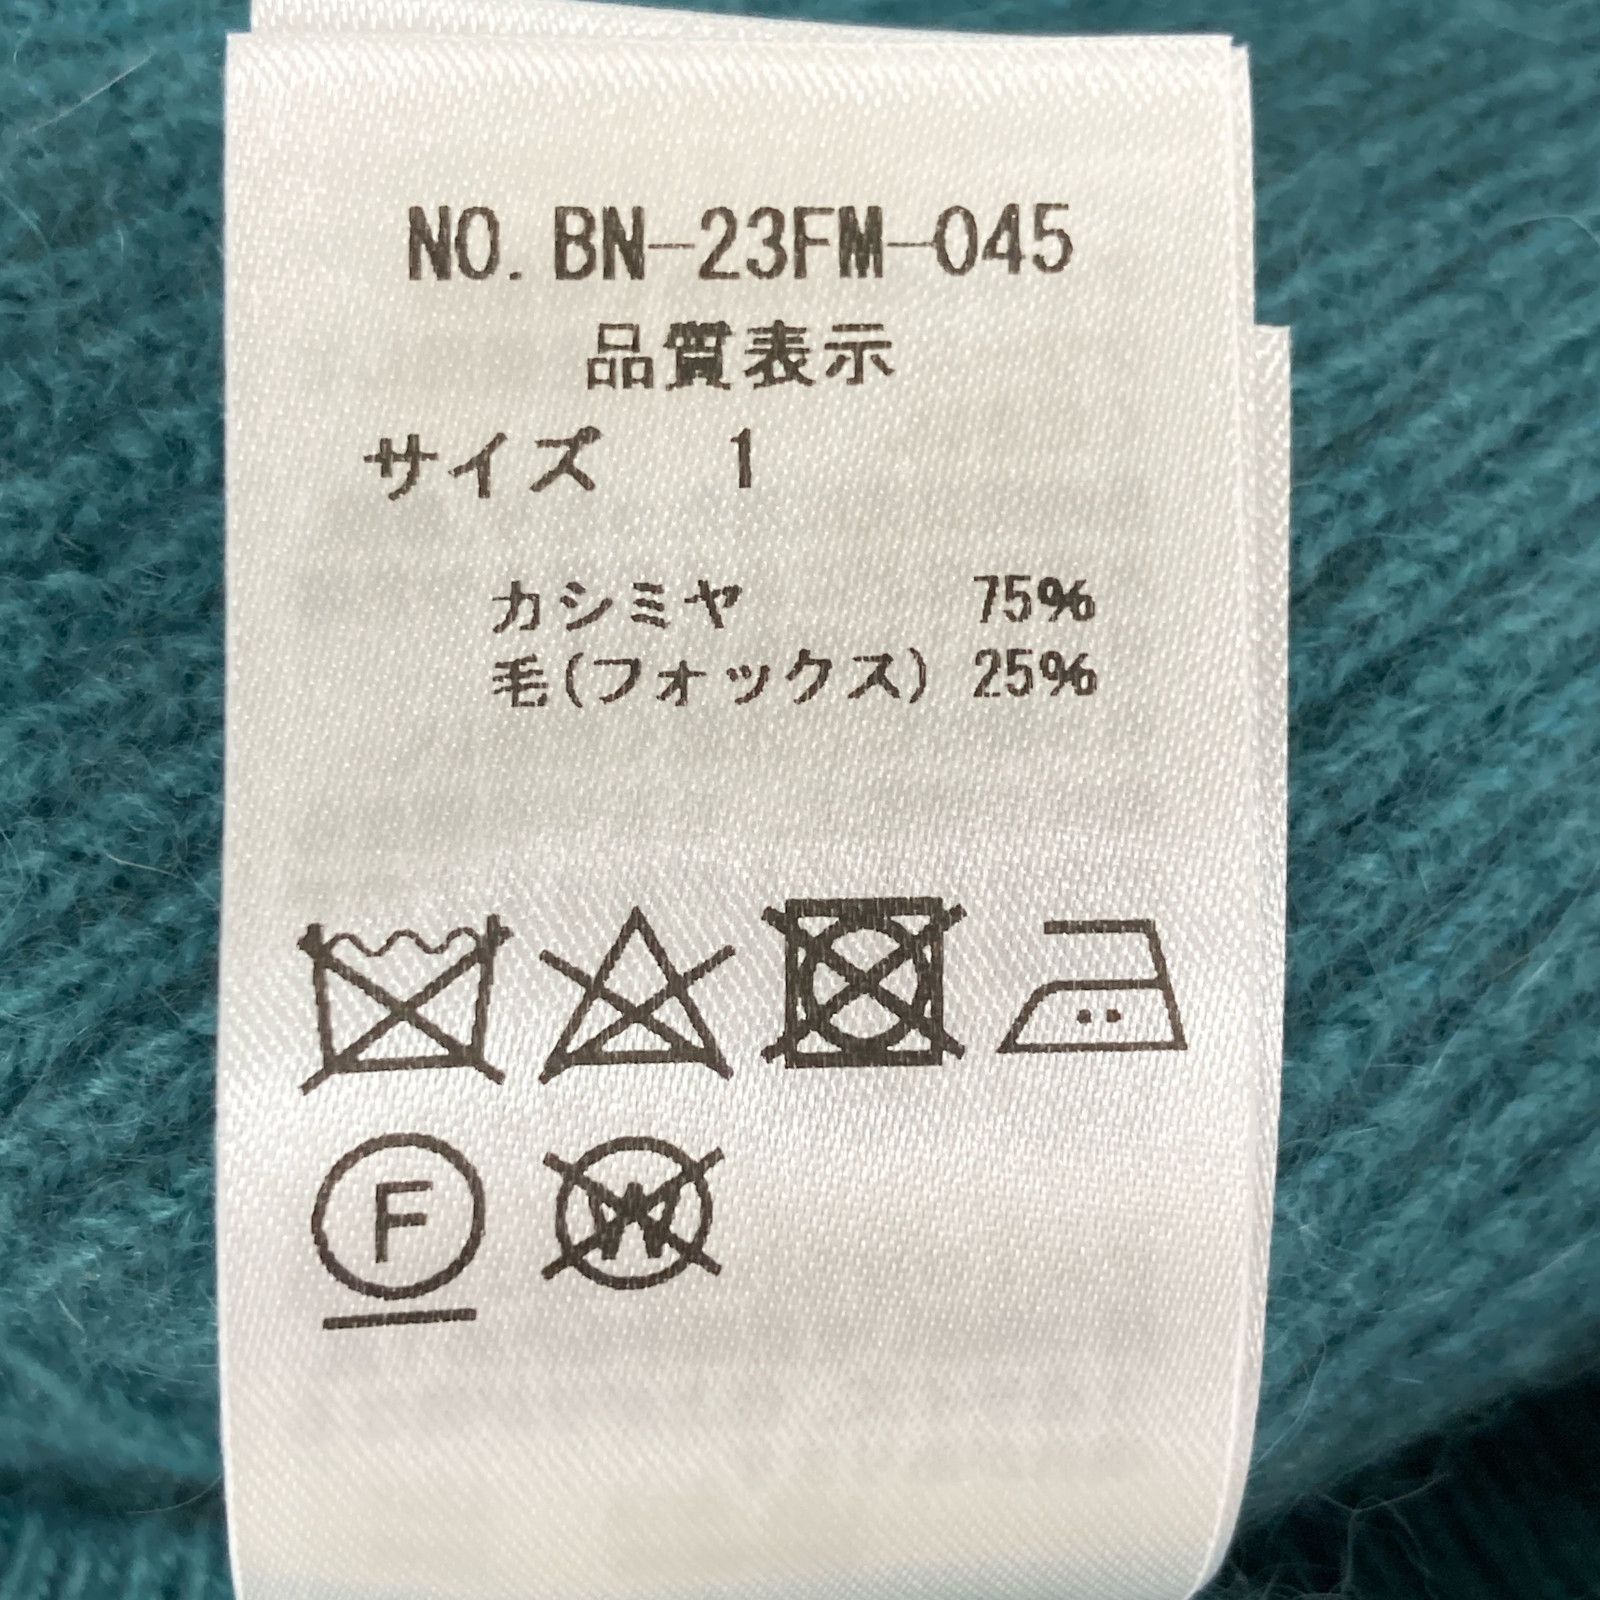 NO. BN-23FM-045
品質表示
サイズ 1
カシミヤ 75%
毛(フォックス) 25%
F W